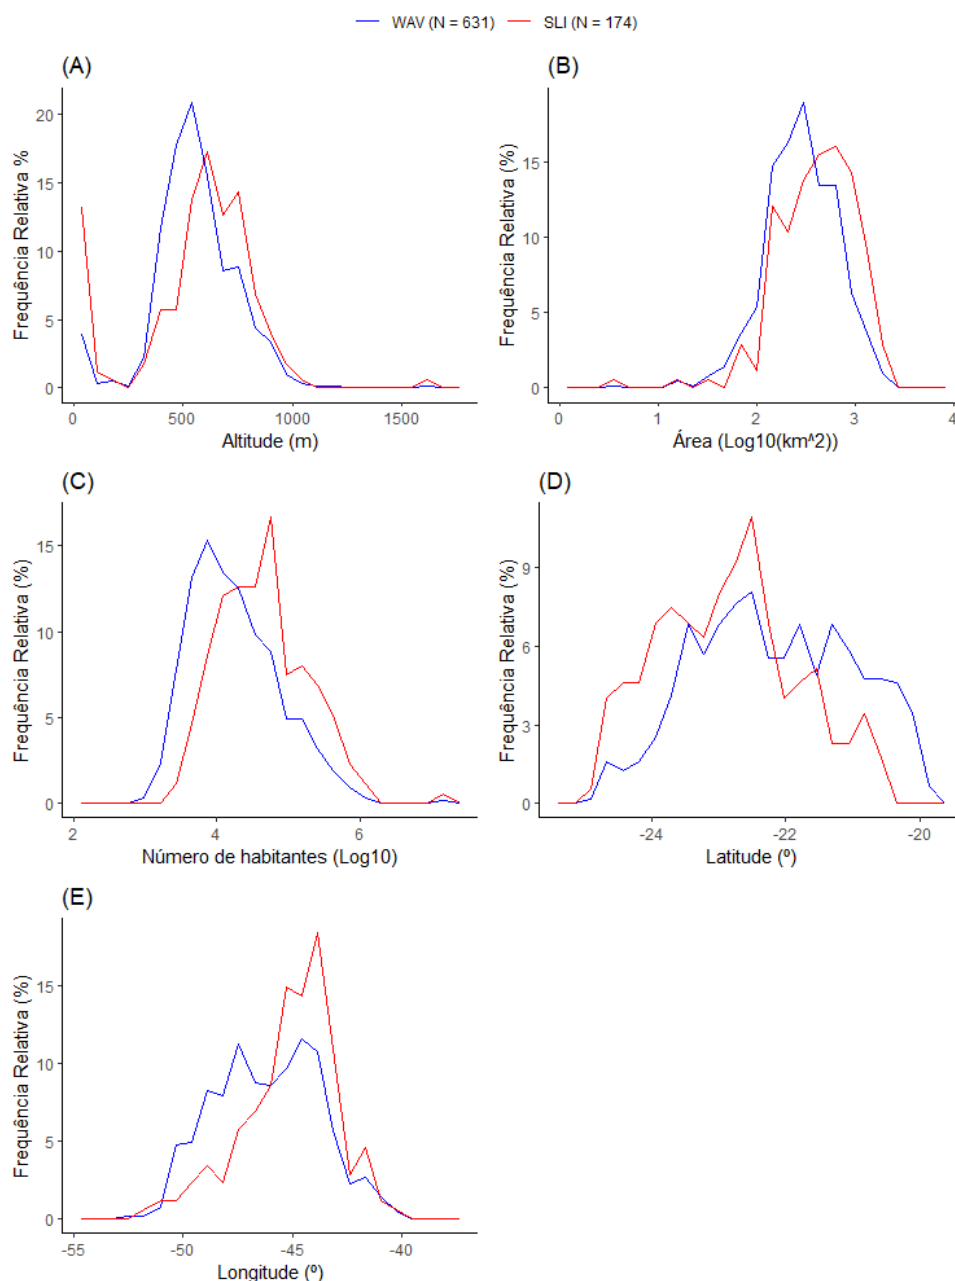 WAV (N = 631) SLI (N = 174)
(A)
Frequência Relativa %
20
15
10
5
0
0 500 1000 1500
Altitude (m)
(B)
Frequência Relativa (%)
15
10
5
0
0 1 2 3 4
Área (Log10(km^2))
(C)
Frequência Relativa (%)
15
10
5
0
2 4 6
Número de habitantes (Log10)
(D)
Frequência Relativa (%)
9
6
3
0
-24 -22 -20
Latitude (º)
(E)
Frequência Relativa (%)
15
10
5
0
-55 -50 -45 -40
Longitude (º)